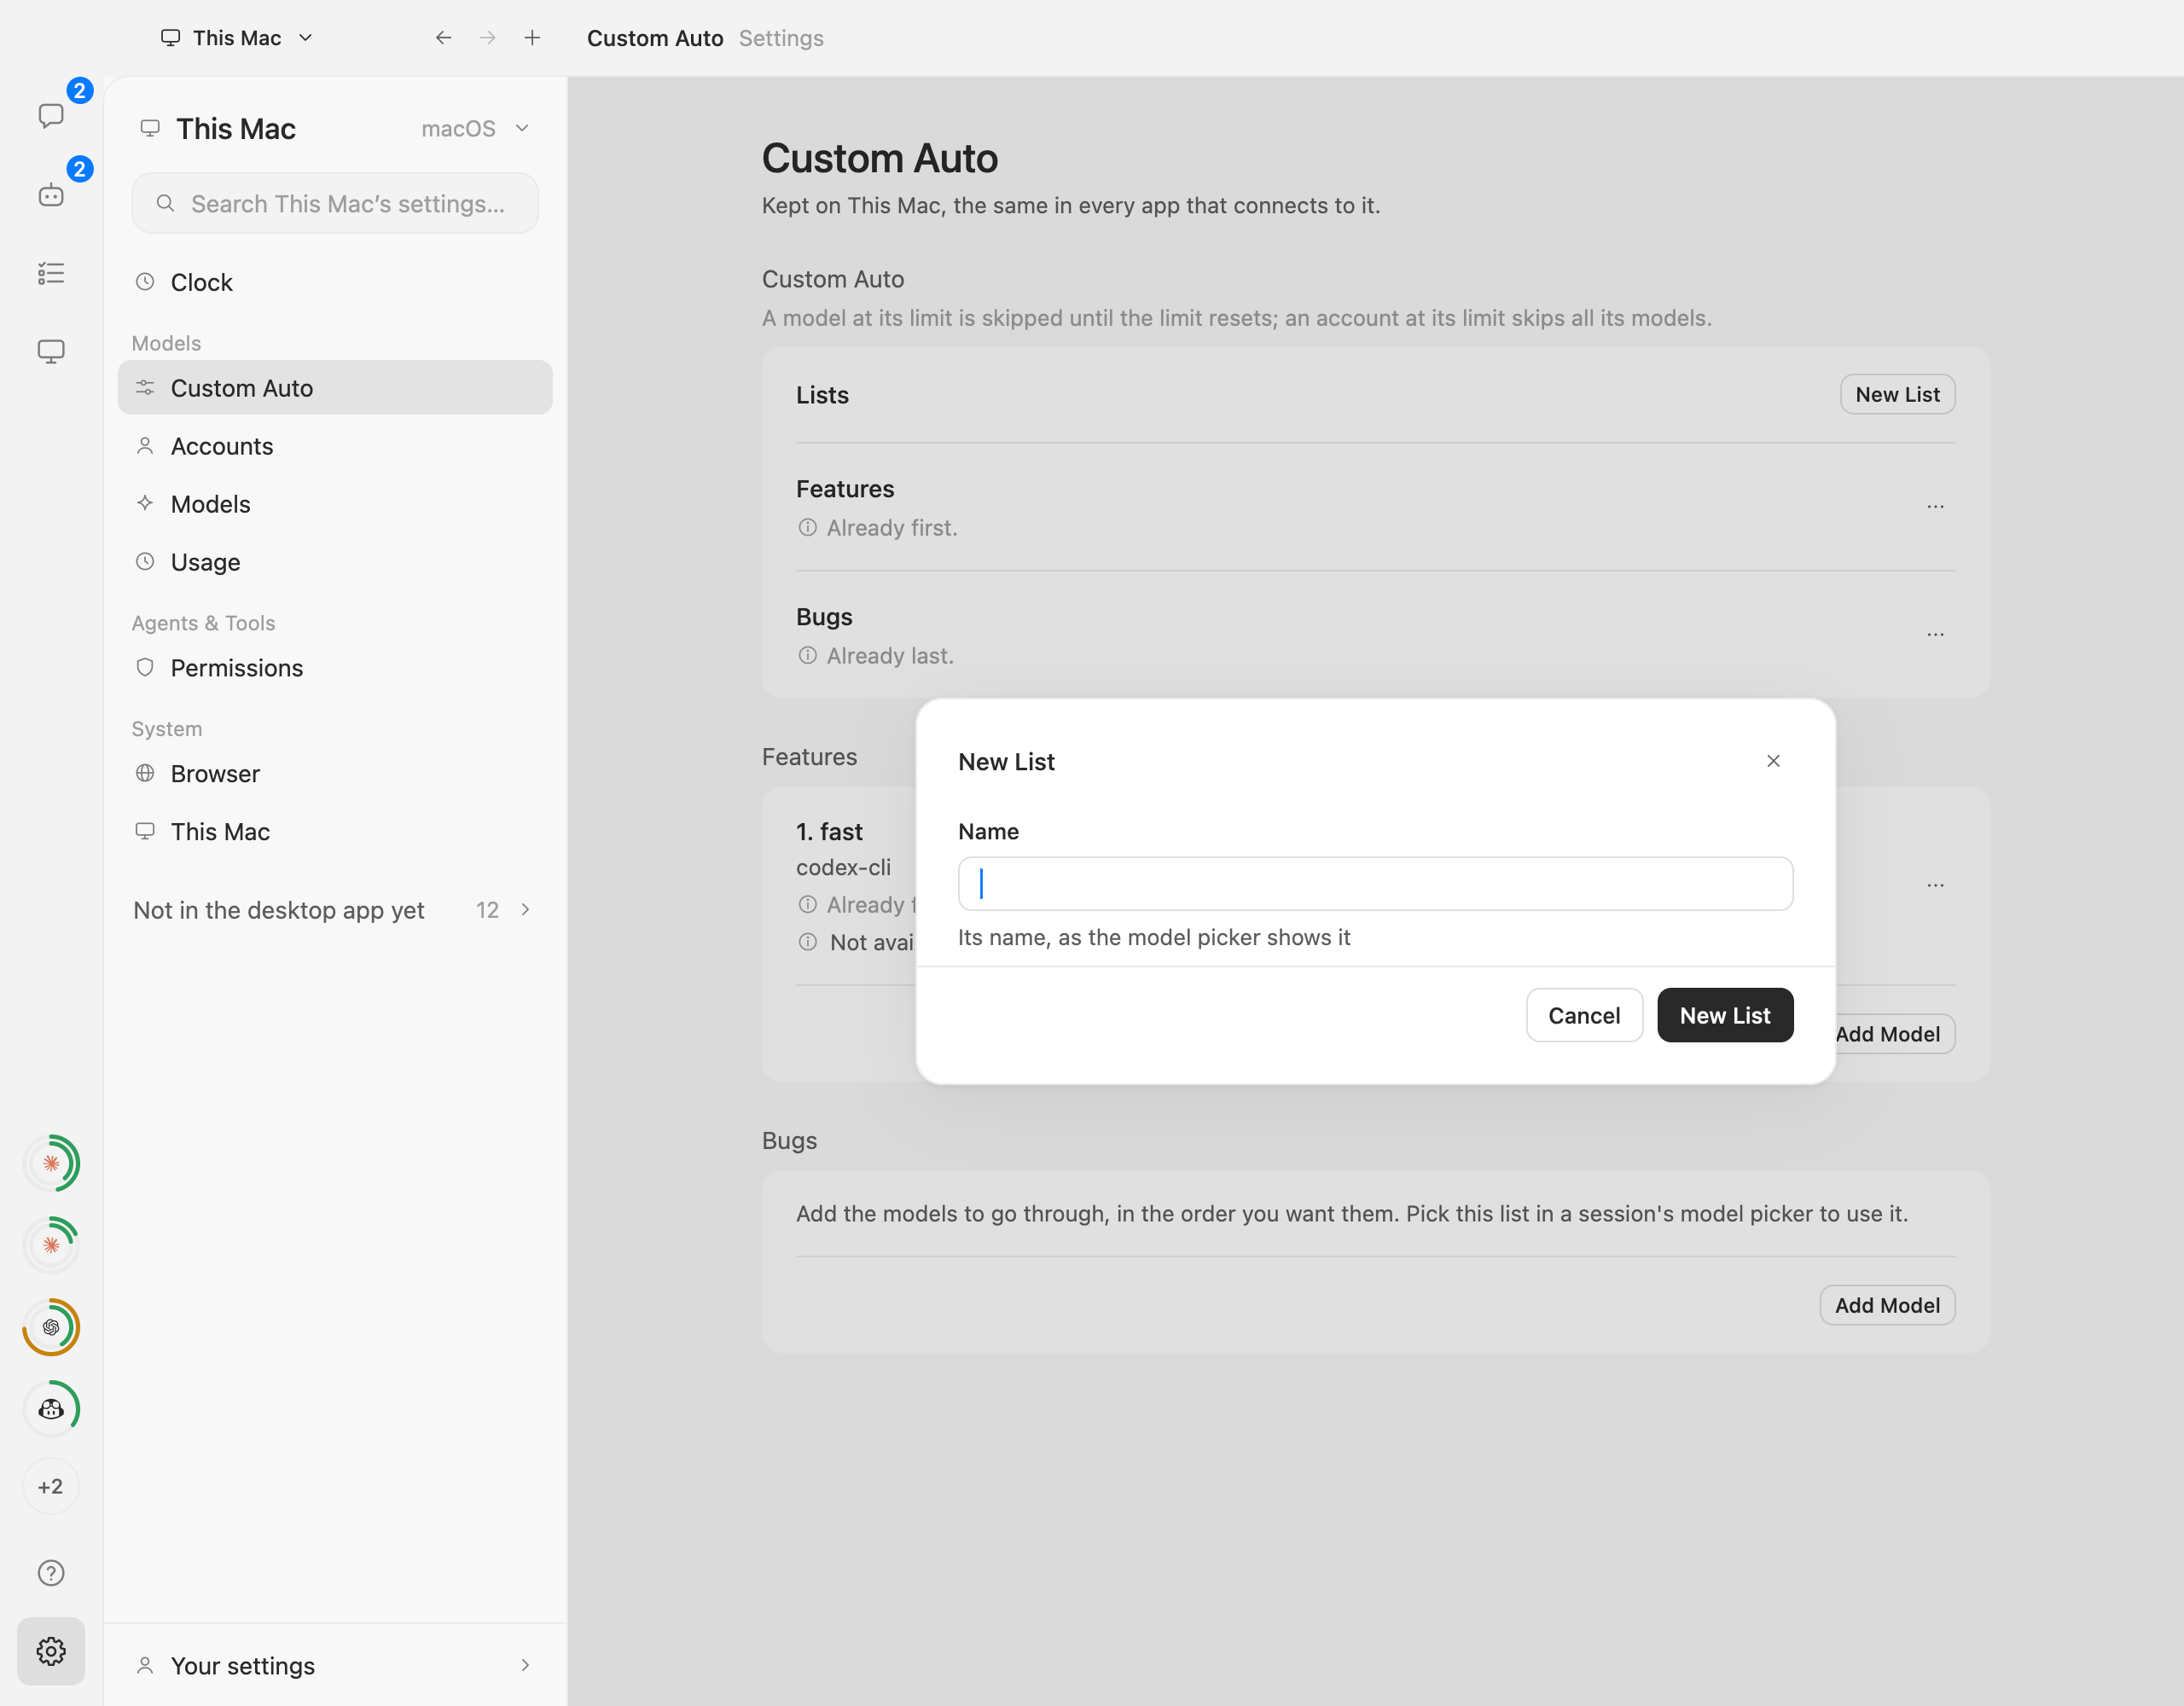 This Mac
Custom Auto Settings
2
2
This Mac
macOS
Search This Mac’s settings...
Clock
Models
Custom Auto
Accounts
Models
Usage
Agents & Tools
Permissions
System
Browser
This Mac
Not in the desktop app yet
12
+2
Your settings
Custom Auto
Kept on This Mac, the same in every app that connects to it.
Custom Auto
A model at its limit is skipped until the limit resets; an account at its limit skips all its models.
Lists
New List
Features
Already first.
Bugs
Already last.
Features
1. fast
codex-cli
Already
Not
Add Model
New List
Name
Its name, as the model picker shows it
Cancel
New List
Bugs
Add the models to go through, in the order you want them. Pick this list in a session's model picker to use it.
Add Model